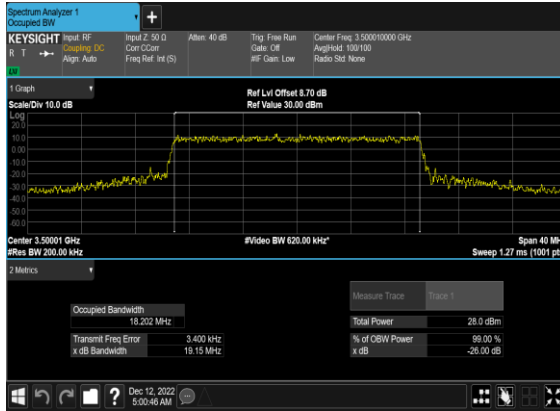 Spectrum Analyzer 1
Occupied BW
KEYSIGHT
R T
LU
Input: RF
Coupling: DC
Align: Auto
Input Z: 50 Ω
Corr CCorr
Freq Ref: Int (S)
Atten: 40 dB
Trig: Free Run
Gate: Off
#IF Gain: Low
Center Freq: 3.500010000 GHz
Avg|Hold: 100/100
Radio Std: None
1 Graph
Scale/Div 10.0 dB
Ref Lvl Offset 8.70 dB
Ref Value 30.00 dBm
Log
20.0
10.0
0.00
-10.0
-20.0
-30.0
-40.0
-50.0
-60.0
Center 3.50001 GHz
#Res BW 200.00 kHz
#Video BW 620.00 kHz*
Span 40 MH
Sweep 1.27 ms (1001 pt
2 Metrics
Occupied Bandwidth
18.202 MHz
Transmit Freq Error 3.400 kHz
x dB Bandwidth 19.15 MHz
Measure Trace Trace 1
Total Power 28.0 dBm
% of OBW Power 99.00 %
x dB -26.00 dB
Dec 12, 2022
5:00:46 AM